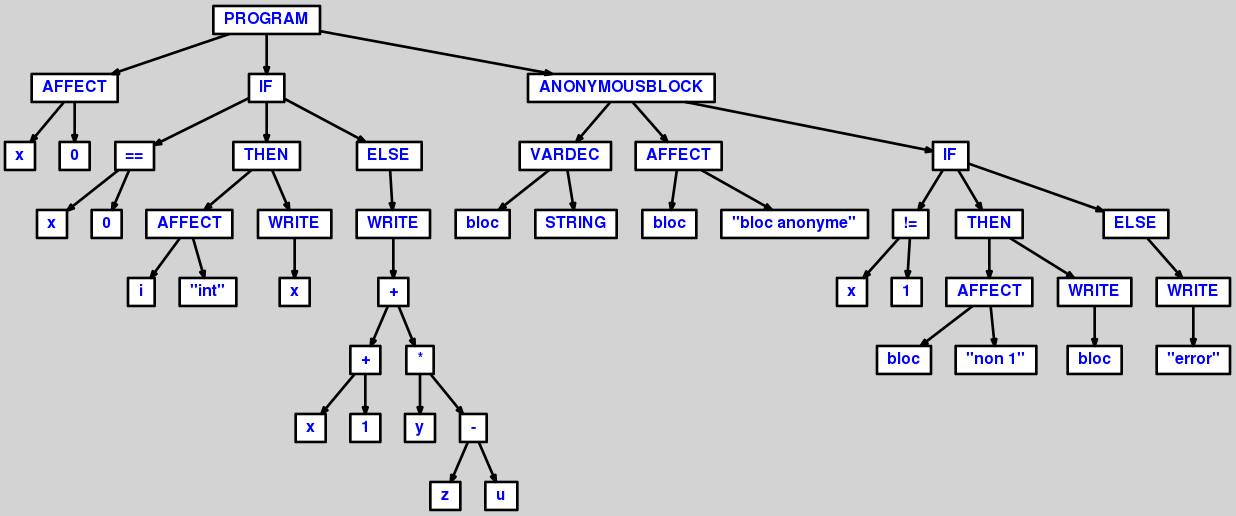 PROGRAM
AFFECT IF ANONYMOUSBLOCK
x 0 == THEN ELSE VARDEC AFFECT IF
x 0 AFFECT WRITE WRITE bloc STRING bloc "bloc anonyme" != THEN ELSE
i "int" x + x 1 AFFECT WRITE WRITE
+ * bloc "non 1" bloc "error"
x 1 y -
z u